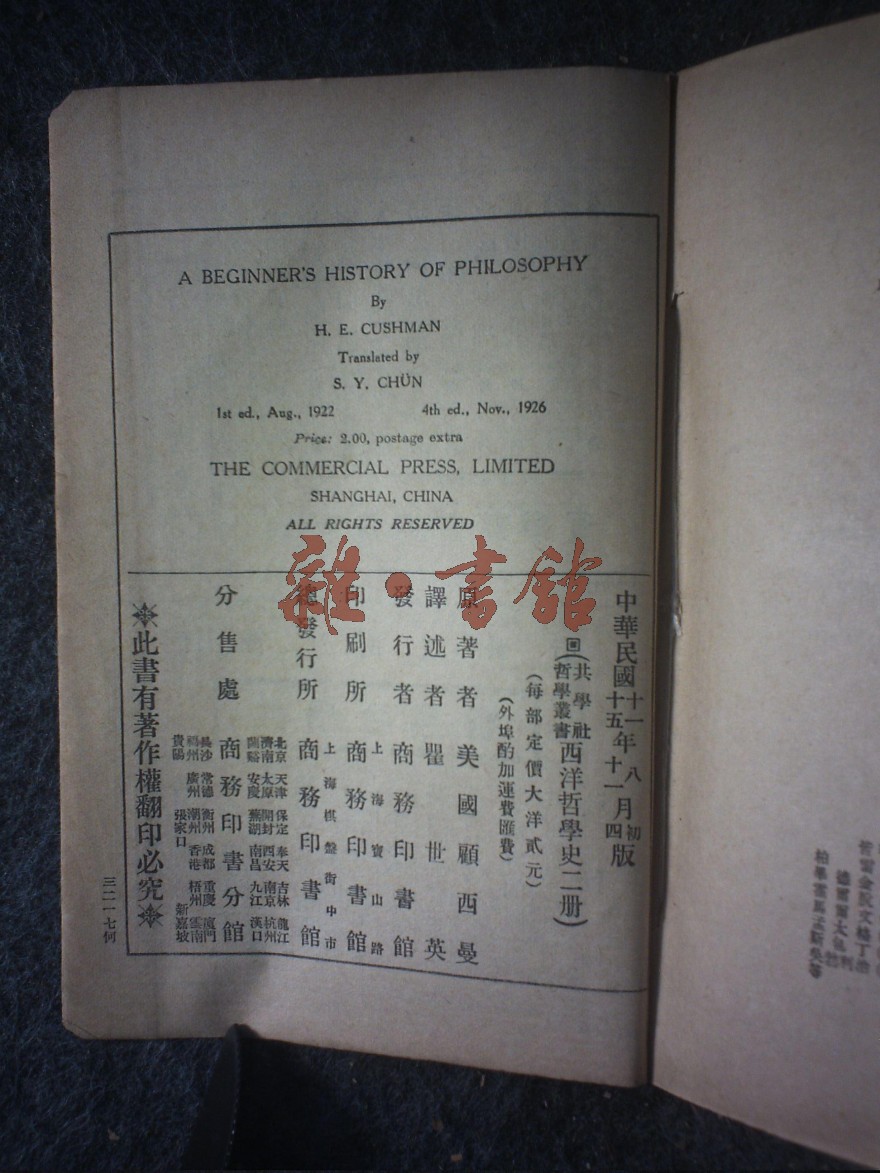 A BEGINNER'S HISTORY OF PHILOSOPHY
By
H. E. CUSHMAN
Translated by
S. Y. CHÜN
1st ed., Aug., 1922 4th ed., Nov., 1926
Price: 2.00, postage extra
THE COMMERCIAL PRESS, LIMITED
SHANGHAI, CHINA
ALL RIGHTS RESERVED
雜·書館
中華民國十一年八月初版
十五年十一月四版
(共學社哲學叢書西洋哲學史二册)
(每部定價大洋貳元)
(外埠酌加運費匯費)
原著者 美國顧西曼
譯述者 瞿世英
發行者 商務印書館
印刷所 上海寶山路 商務印書館
總發行所 上海棋盤街中市 商務印書館
分售處 商務印書分館
北京 天津 保定 奉天 吉林 龍江
濟南 太原 開封 西安 南京 杭州
蘭谿 安慶 蕪湖 南昌 九江 漢口
長沙 常德 衡州 成都 重慶 廈門
福州 廣州 潮州 香港 梧州 雲南
貴陽 張家口 新嘉坡
此書有著作權翻印必究
三二一七何